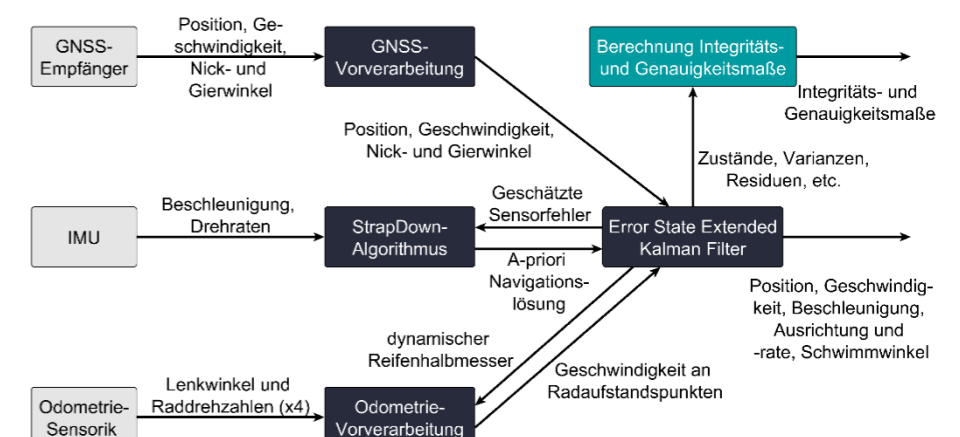 GNSS-
Empfänger
Position, Ge-
schwindigkeit,
Nick- und
Gierwinkel
GNSS-
Vorverarbeitung
Berechnung Integritäts-
und Genauigkeitsmaße
Integritäts- und
Genauigkeitsmaße
Position, Geschwindigkeit,
Nick- und Gierwinkel
Zustände, Varianzen,
Residuen, etc.
IMU
Beschleunigung,
Drehraten
StrapDown-
Algorithmus
Geschätzte
Sensorfehler
A-priori
Navigations-
lösung
Error State Extended
Kalman Filter
Position, Geschwindig-
keit, Beschleunigung,
Ausrichtung und
-rate, Schwimmwinkel
dynamischer
Reifenhalbmesser
Geschwindigkeit an
Radaufstandspunkten
Odometrie-
Sensorik
Lenkwinkel und
Raddrehzahlen (x4)
Odometrie-
Vorverarbeitung